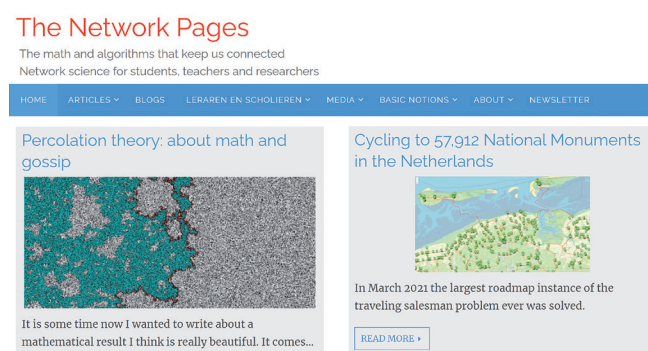 The Network Pages
The math and algorithms that keep us connected
Network science for students, teachers and researchers
HOME ARTICLES BLOGS LERAREN EN SCHOLIEREN MEDIA BASIC NOTIONS ABOUT NEWSLETTER
Percolation theory: about math and
gossip
It is some time now I wanted to write about a
mathematical result I think is really beautiful. It comes...
Cycling to 57,912 National Monuments
in the Netherlands
In March 2021 the largest roadmap instance of the
traveling salesman problem ever was solved.
READ MORE